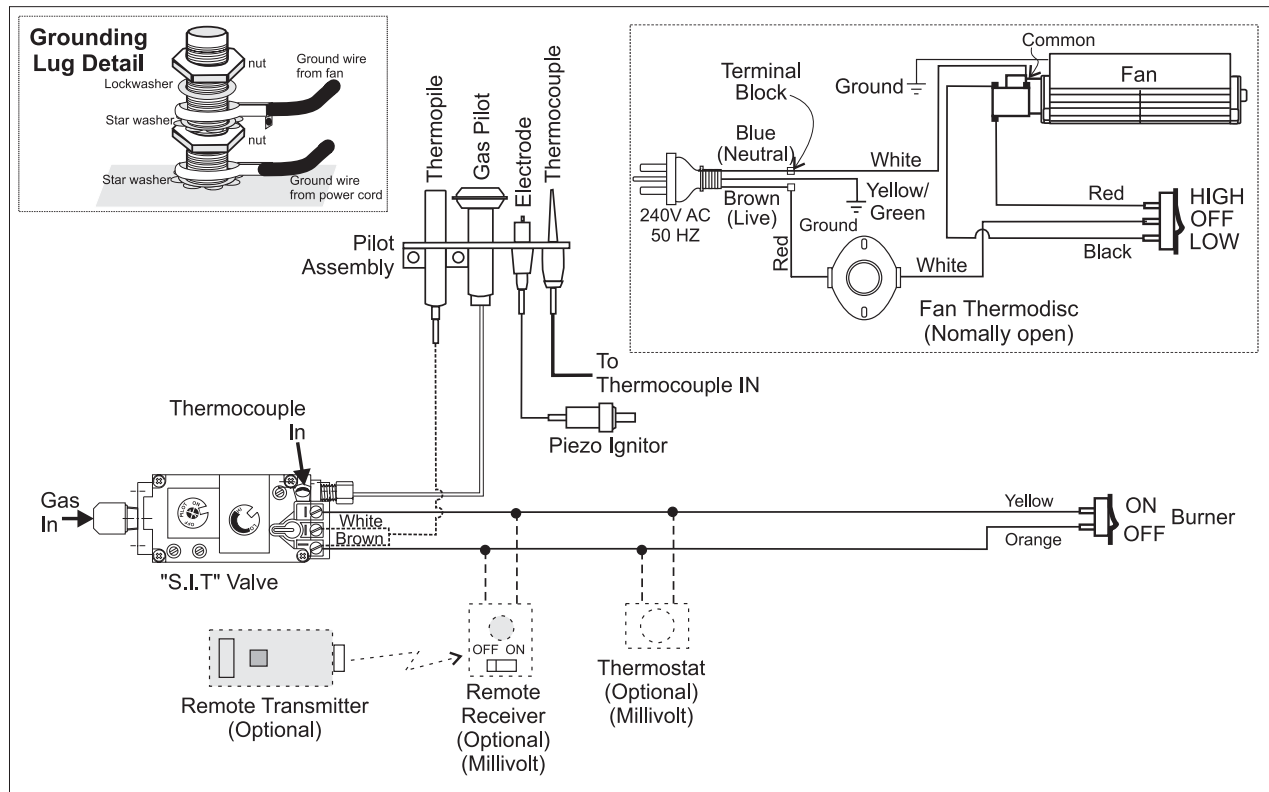 Grounding
Lug Detail
nut
Ground wire
from fan
Lockwasher
Star washer
nut
Star washer
Ground wire
from power cord
Thermopile
Gas Pilot
Electrode
Thermocouple
Pilot
Assembly
To
Thermocouple IN
Piezo Ignitor
Thermocouple
In
Gas
In
White
Brown
"S.I.T" Valve
Yellow
Orange
ON
OFF
Burner
Remote Transmitter
(Optional)
OFF ON
Remote
Receiver
(Optional)
(Millivolt)
Thermostat
(Optional)
(Millivolt)
Common
Fan
Ground
Terminal
Block
Blue
(Neutral)
White
Yellow/
Green
Brown
(Live)
240V AC
50 HZ
Ground
Red
White
Red
Black
HIGH
OFF
LOW
Fan Thermodisc
(Nomally open)